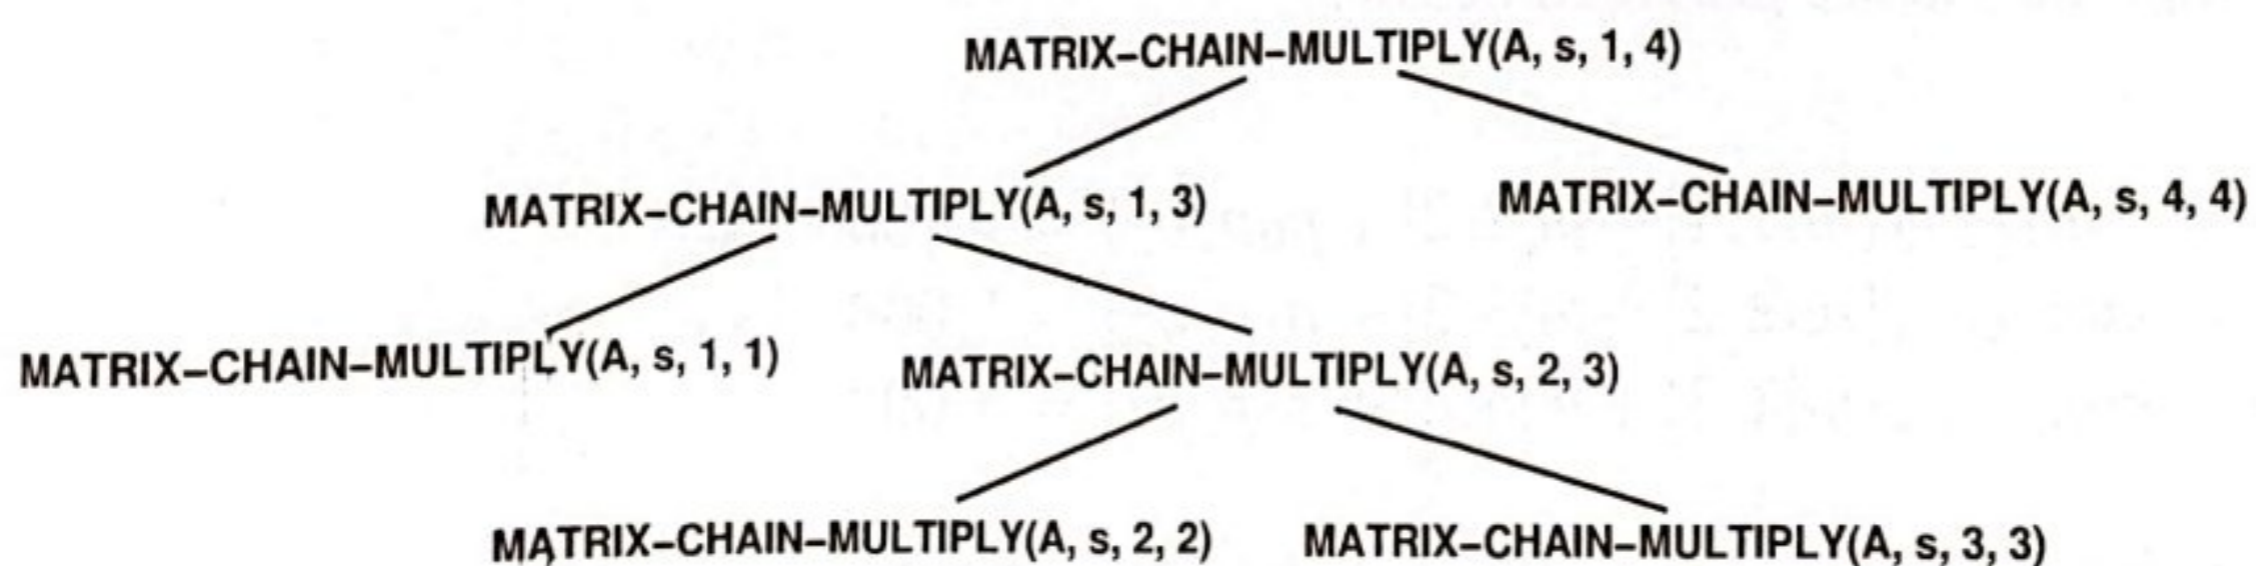 MATRIX–CHAIN–MULTIPLY(A, s, 1, 4)
MATRIX–CHAIN–MULTIPLY(A, s, 1, 3)
MATRIX–CHAIN–MULTIPLY(A, s, 4, 4)
MATRIX–CHAIN–MULTIPLY(A, s, 1, 1)
MATRIX–CHAIN–MULTIPLY(A, s, 2, 3)
MATRIX–CHAIN–MULTIPLY(A, s, 2, 2)
MATRIX–CHAIN–MULTIPLY(A, s, 3, 3)